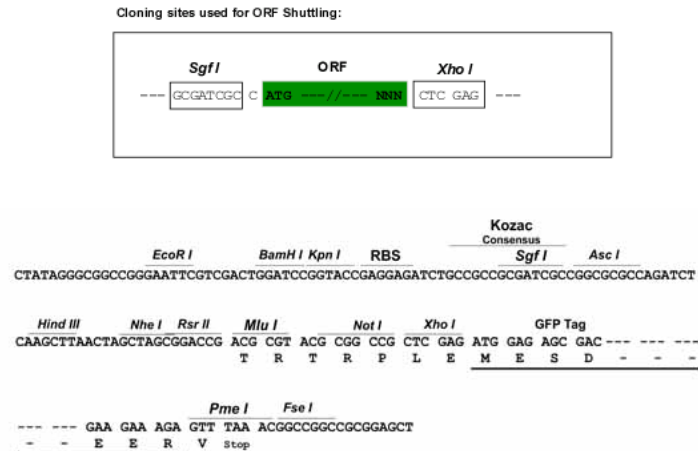 Cloning sites used for ORF Shuttling:
Sgf I ORF Xho I
--- GCGATCGC C ATG ---//--- NNN CTC GAG ---
Kozac
Consensus
EcoR I BamH I Kpn I RBS Sgf I Asc I
CTATAGGGCGGCCGGGAATTCGTCGACTGGATCCGGTACCGAGGAGATCTGCCGCCGCGATCGCCGGCGCGCCAGATCT
Hind III Nhe I Rsr II Mlu I Not I Xho I GFP Tag
CAAGCTTAACTAGCTAGCGGACCG ACG CGT ACG CGG CCG CTC GAG ATG GAG AGC GAC--- --- ---
T R T R P L E M E S D - - -
Pme I Fse I
--- --- GAA GAA AGA GTT TAA ACGGCCGGCCGCGGAGCT
- - E E R V Stop